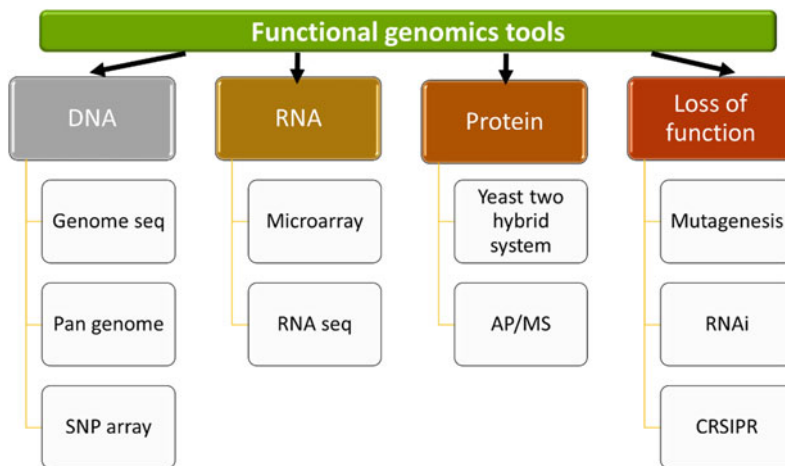 Functional genomics tools
DNA
Genome seq
Pan genome
SNP array
RNA
Microarray
RNA seq
Protein
Yeast two
hybrid
system
AP/MS
Loss of
function
Mutagenesis
RNAi
CRSIPR